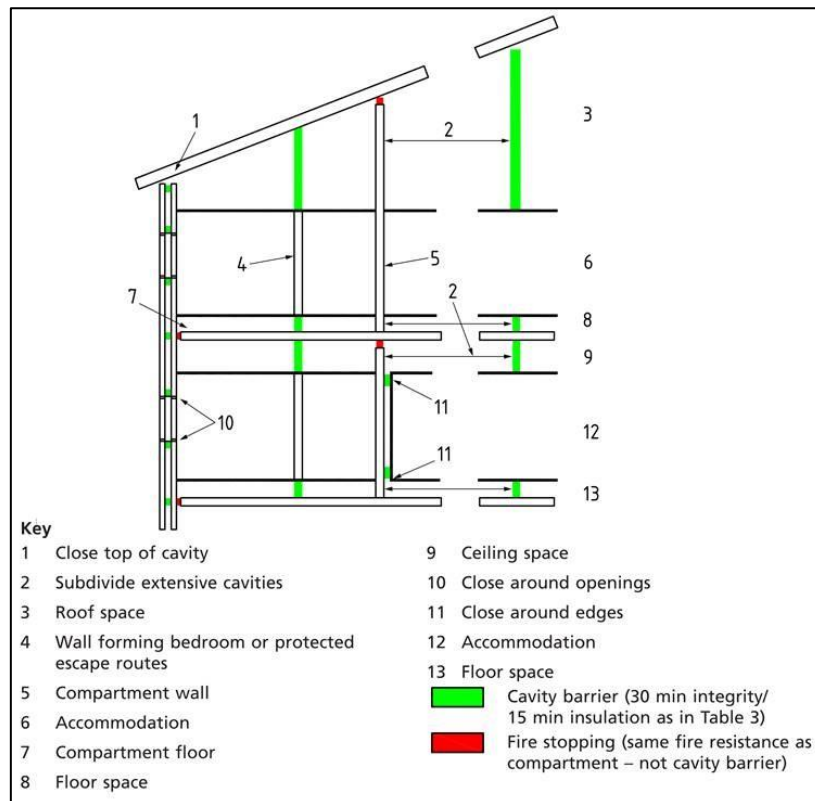 1
2
3
4
5
6
7
2
8
9
10
11
12
11
13
Key
1 Close top of cavity
2 Subdivide extensive cavities
3 Roof space
4 Wall forming bedroom or protected
escape routes
5 Compartment wall
6 Accommodation
7 Compartment floor
8 Floor space
9 Ceiling space
10 Close around openings
11 Close around edges
12 Accommodation
13 Floor space
Cavity barrier (30 min integrity/
15 min insulation as in Table 3)
Fire stopping (same fire resistance as
compartment – not cavity barrier)